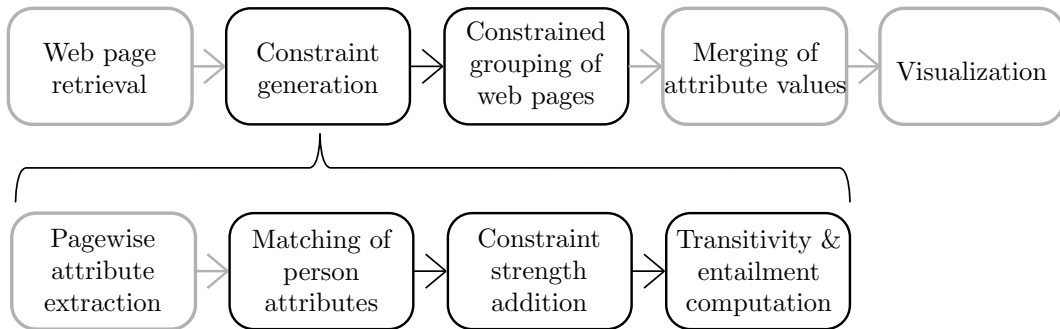 Web page
retrieval
Constraint
generation
Constrained
grouping of
web pages
Merging of
attribute values
Visualization
Pagewise
attribute
extraction
Matching of
person
attributes
Constraint
strength
addition
Transitivity &
entailment
computation